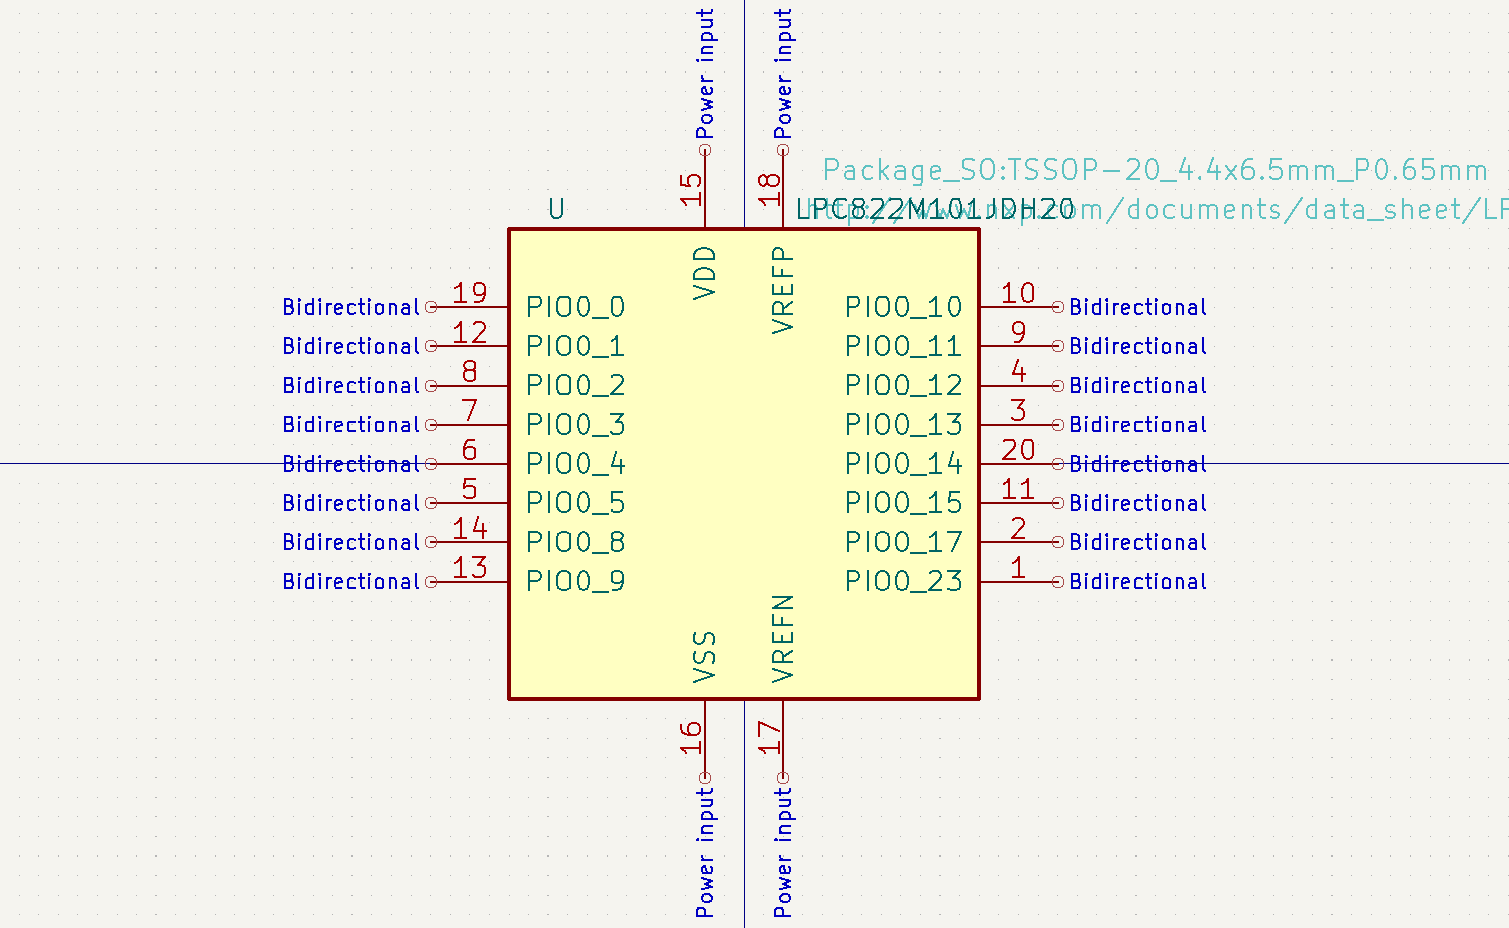 Power input
Power input
15
18
Package_SO:TSSOP-20_4.4x6.5mm_P0.65mm
U
LPC822M101JDH20
http://www.nxp.com/documents/data_sheet/LP
VDD
VREFP
Bidirectional 19 PIO0_0 PIO0_10 10 Bidirectional
Bidirectional 12 PIO0_1 PIO0_11 9 Bidirectional
Bidirectional 8 PIO0_2 PIO0_12 4 Bidirectional
Bidirectional 7 PIO0_3 PIO0_13 3 Bidirectional
Bidirectional 6 PIO0_4 PIO0_14 20 Bidirectional
Bidirectional 5 PIO0_5 PIO0_15 11 Bidirectional
Bidirectional 14 PIO0_8 PIO0_17 2 Bidirectional
Bidirectional 13 PIO0_9 PIO0_23 1 Bidirectional
VSS
VREFN
16
17
Power input
Power input